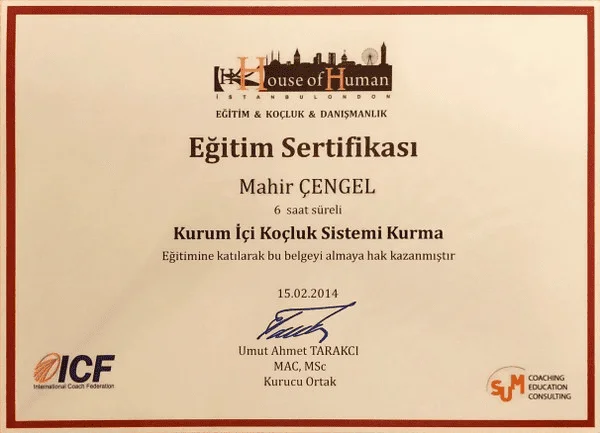 House of Human
İSTANBULONDON
EĞİTİM & KOÇLUK & DANIŞMANLIK
Eğitim Sertifikası
Mahir ÇENGEL
6 saat süreli
Kurum İçi Koçluk Sistemi Kurma
Eğitimine katılarak bu belgeyi almaya hak kazanmıştır
15.02.2014
Umut Ahmet TARAKCI
MAC, MSc
Kurucu Ortak
ICF
International Coach Federation
SUM
COACHING
EDUCATION
CONSULTING